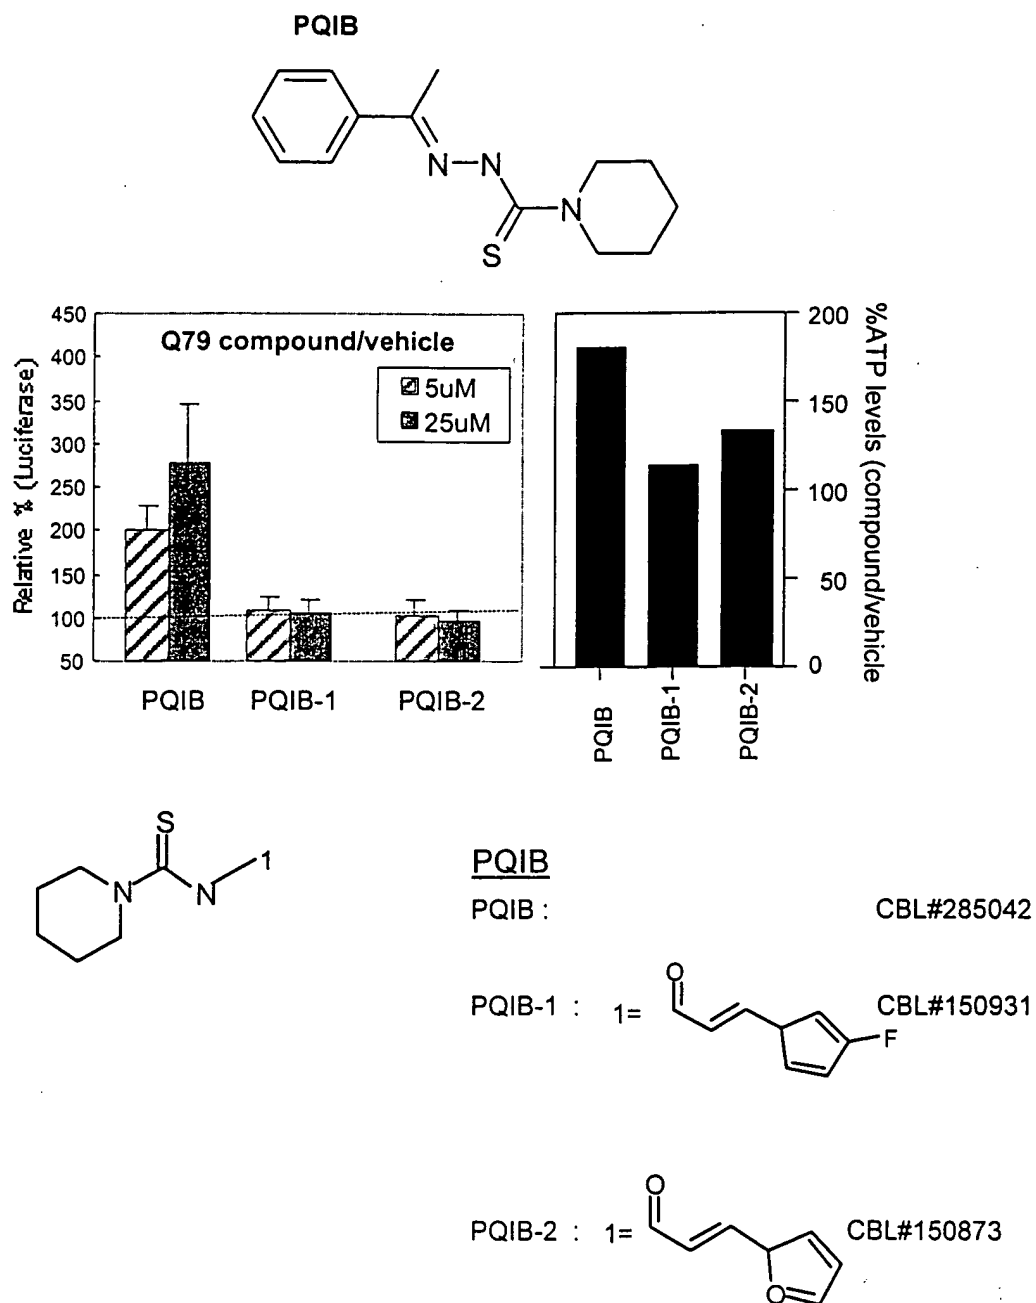 PQIB
N
N
N
S
450
400
350
300
250
200
150
100
50
Relative % (Luciferase)
Q79 compound/vehicle
5uM
25uM
PQIB
PQIB-1
PQIB-2
200
150
100
50
0
%ATP levels (compound/vehicle
PQIB
PQIB-1
PQIB-2
S
N
N
1
PQIB
PQIB : CBL#285042
O
PQIB-1 : 1= CBL#150931
F
O
PQIB-2 : 1= CBL#150873
O